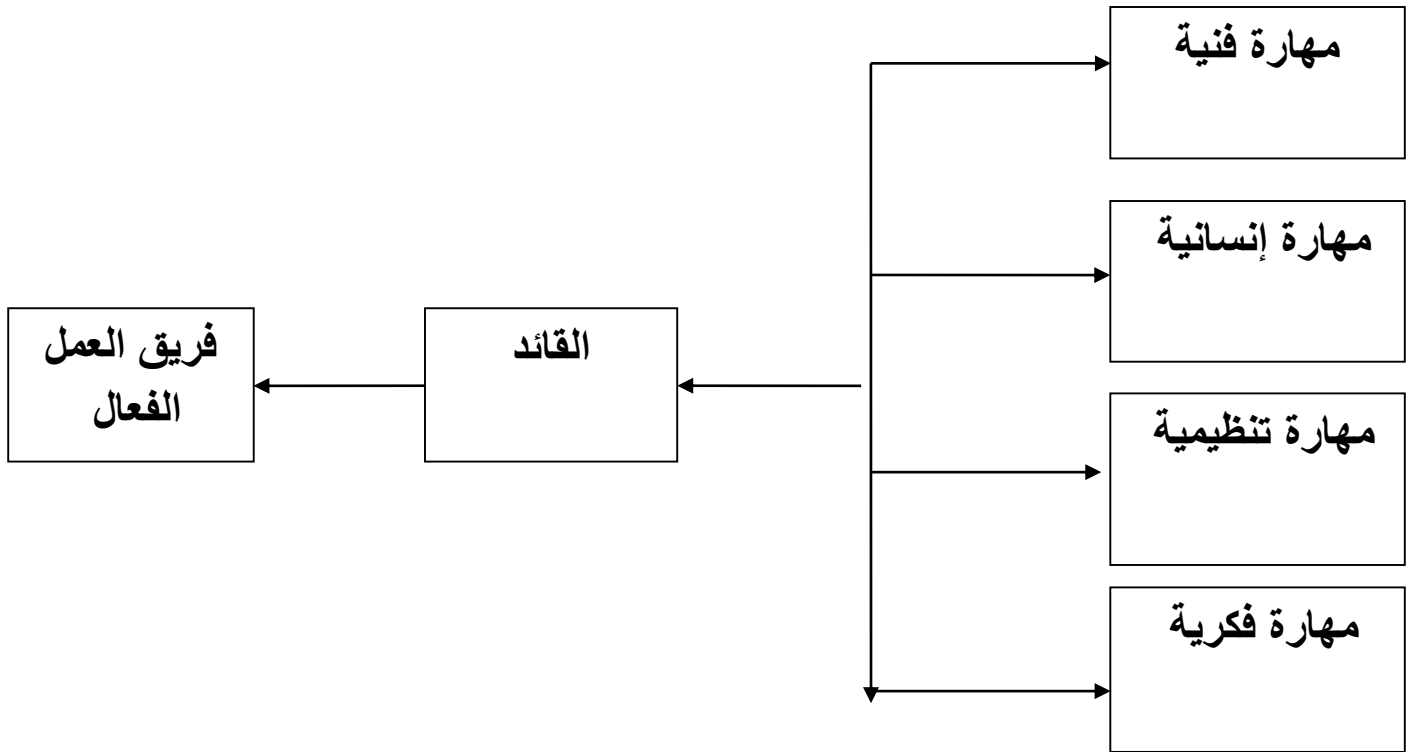 مهارة فنية
مهارة إنسانية
القائد
فريق العمل
الفعال
مهارة تنظيمية
مهارة فكرية